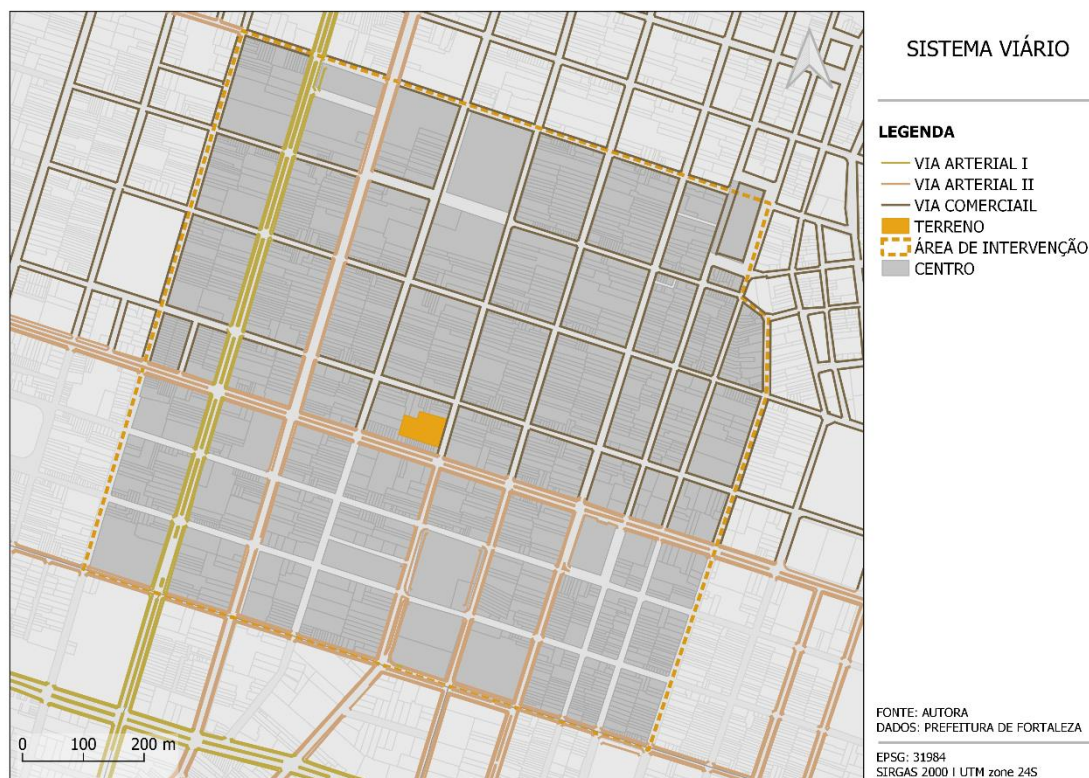 SISTEMA VIÁRIO
LEGENDA
VIA ARTERIAL I
VIA ARTERIAL II
VIA COMERCIAIL
TERRENO
ÁREA DE INTERVENÇÃO
CENTRO
0 100 200 m
FONTE: AUTORA
DADOS: PREFEITURA DE FORTALEZA
EPSG: 31984
SIRGAS 2000 | UTM zone 24S